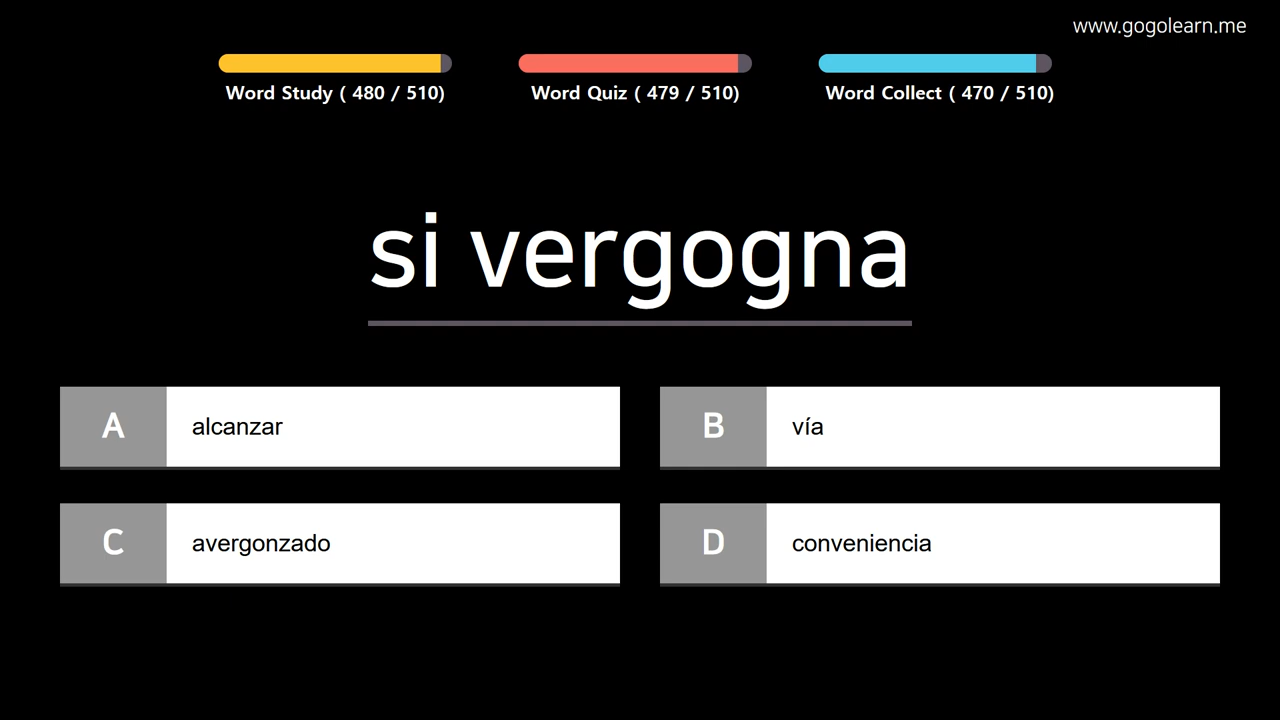 www.gogolearn.me
Word Study ( 480 / 510)
Word Quiz ( 479 / 510)
Word Collect ( 470 / 510)
si vergogna
A alcanzar
B vía
C avergonzado
D conveniencia